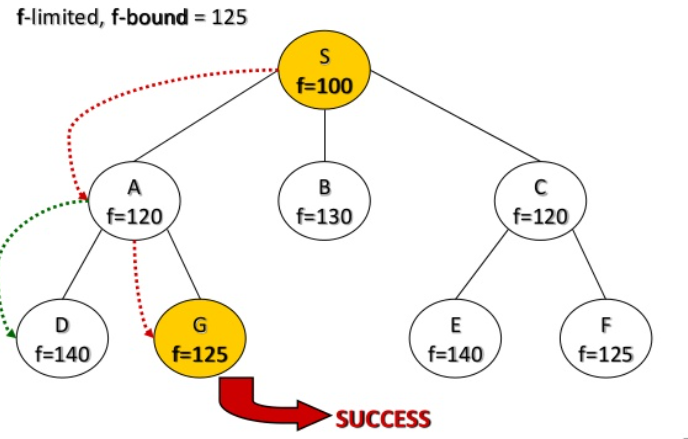 f-limited, f-bound = 125
S
f=100
A
f=120
B
f=130
C
f=120
D
f=140
G
f=125
E
f=140
F
f=125
SUCCESS